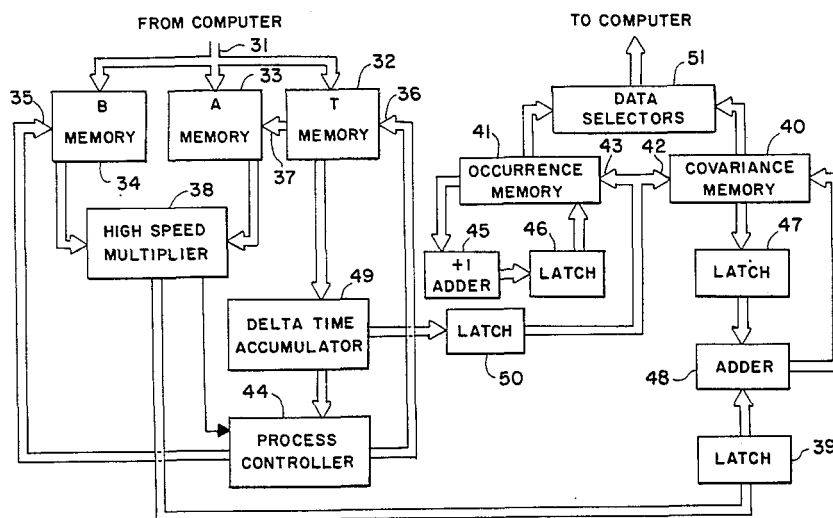 FROM COMPUTER
31
TO COMPUTER
51
32
33
35
36
B
MEMORY
A
MEMORY
T
MEMORY
34
37
38
HIGH SPEED
MULTIPLIER
DATA
SELECTORS
41
43
42
40
OCCURRENCE
MEMORY
COVARIANCE
MEMORY
45
46
47
+1
ADDER
LATCH
LATCH
49
DELTA TIME
ACCUMULATOR
LATCH
50
48
ADDER
44
PROCESS
CONTROLLER
LATCH
39